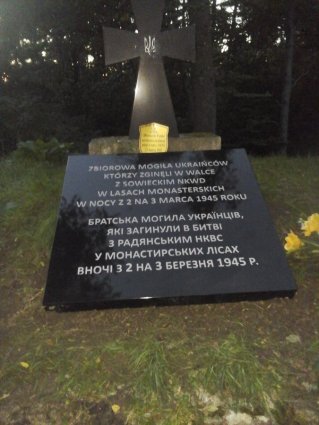 ZBIOROWA MOGIŁA UKRAIŃCÓW
KTÓRZY ZGINĘLI W WALCE
Z SOWIECKIM NKWD
W LASACH MONASTERSKICH
W NOCY Z 2 NA 3 MARCA 1945 ROKU
БРАТСЬКА МОГИЛА УКРАЇНЦІВ,
ЯКІ ЗАГИНУЛИ В БИТВІ
З РАДЯНСЬКИМ НКВС
У МОНАСТИРСЬКИХ ЛІСАХ
ВНОЧІ З 2 НА 3 БЕРЕЗНЯ 1945 Р.